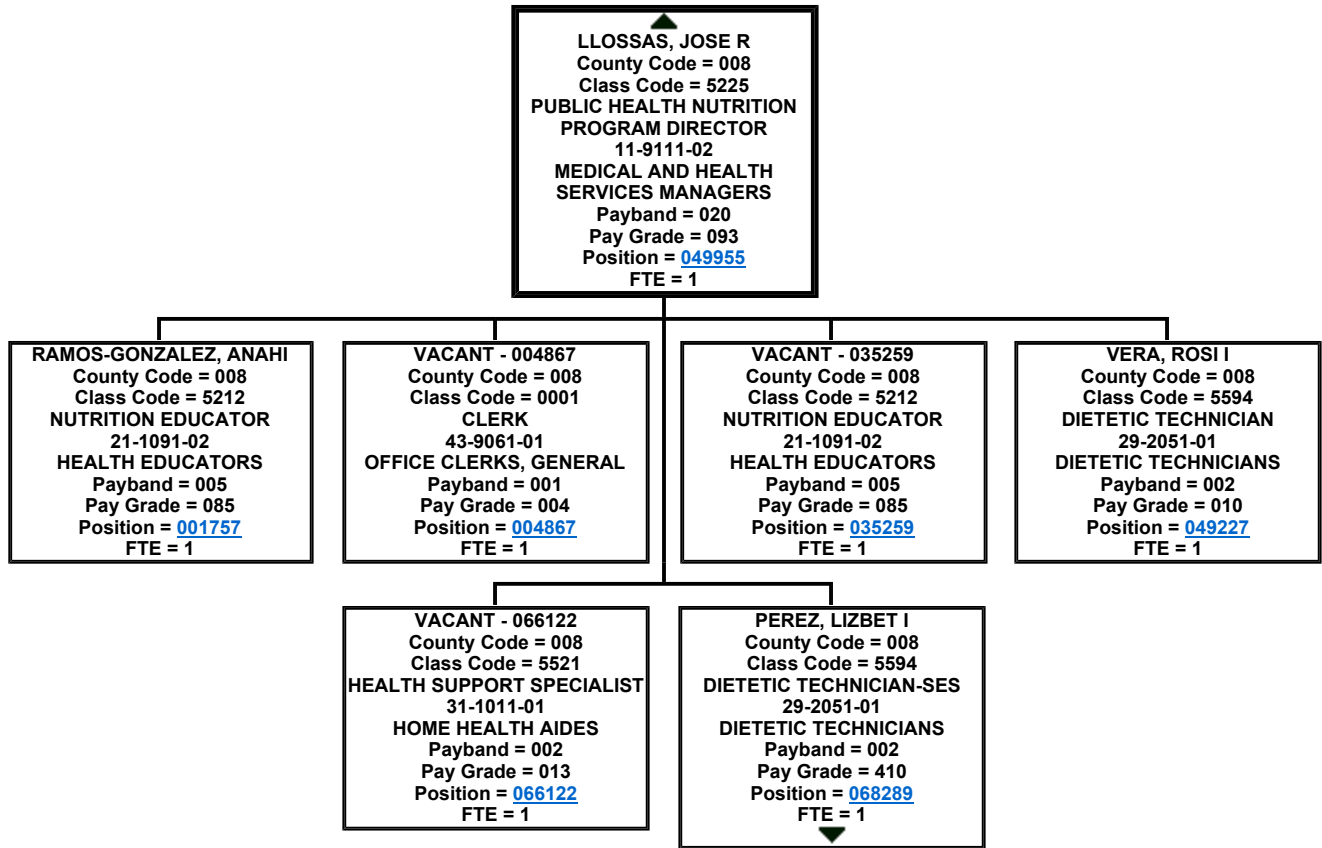 LLOSSAS, JOSE R
County Code = 008
Class Code = 5225
PUBLIC HEALTH NUTRITION
PROGRAM DIRECTOR
11-9111-02
MEDICAL AND HEALTH
SERVICES MANAGERS
Payband = 020
Pay Grade = 093
Position = 049955
FTE = 1
RAMOS-GONZALEZ, ANAHI
County Code = 008
Class Code = 5212
NUTRITION EDUCATOR
21-1091-02
HEALTH EDUCATORS
Payband = 005
Pay Grade = 085
Position = 001757
FTE = 1
VACANT - 004867
County Code = 008
Class Code = 0001
CLERK
43-9061-01
OFFICE CLERKS, GENERAL
Payband = 001
Pay Grade = 004
Position = 004867
FTE = 1
VACANT - 035259
County Code = 008
Class Code = 5212
NUTRITION EDUCATOR
21-1091-02
HEALTH EDUCATORS
Payband = 005
Pay Grade = 085
Position = 035259
FTE = 1
VERA, ROSI I
County Code = 008
Class Code = 5594
DIETETIC TECHNICIAN
29-2051-01
DIETETIC TECHNICIANS
Payband = 002
Pay Grade = 010
Position = 049227
FTE = 1
VACANT - 066122
County Code = 008
Class Code = 5521
HEALTH SUPPORT SPECIALIST
31-1011-01
HOME HEALTH AIDES
Payband = 002
Pay Grade = 013
Position = 066122
FTE = 1
PEREZ, LIZBET I
County Code = 008
Class Code = 5594
DIETETIC TECHNICIAN-SES
29-2051-01
DIETETIC TECHNICIANS
Payband = 002
Pay Grade = 410
Position = 068289
FTE = 1